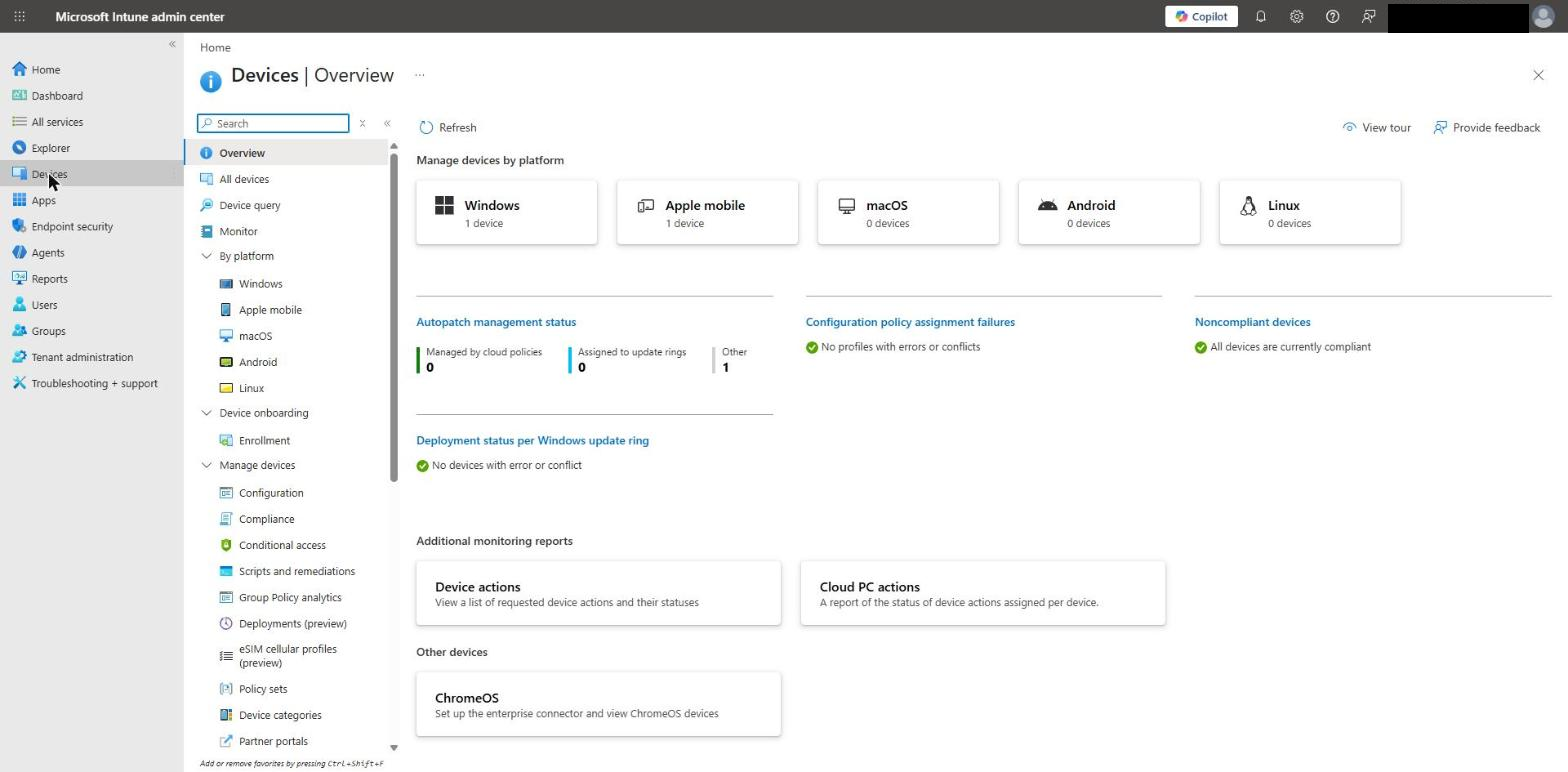 Microsoft Intune admin center
Copilot
Home
Dashboard
All services
Explorer
Devices
Apps
Endpoint security
Agents
Reports
Users
Groups
Tenant administration
Troubleshooting + support
Home
Devices | Overview
Search
Overview
All devices
Device query
Monitor
By platform
Windows
Apple mobile
macOS
Android
Linux
Device onboarding
Enrollment
Manage devices
Configuration
Compliance
Conditional access
Scripts and remediations
Group Policy analytics
Deployments (preview)
eSIM cellular profiles
(preview)
Policy sets
Device categories
Partner portals
Add or remove favorites by pressing Ctrl+Shift+F
Refresh
View tour
Provide feedback
Manage devices by platform
Windows
1 device
Apple mobile
1 device
macOS
0 devices
Android
0 devices
Linux
0 devices
Autopatch management status
Managed by cloud policies
0
Assigned to update rings
0
Other
1
Configuration policy assignment failures
No profiles with errors or conflicts
Noncompliant devices
All devices are currently compliant
Deployment status per Windows update ring
No devices with error or conflict
Additional monitoring reports
Device actions
View a list of requested device actions and their statuses
Cloud PC actions
A report of the status of device actions assigned per device.
Other devices
ChromeOS
Set up the enterprise connector and view ChromeOS devices